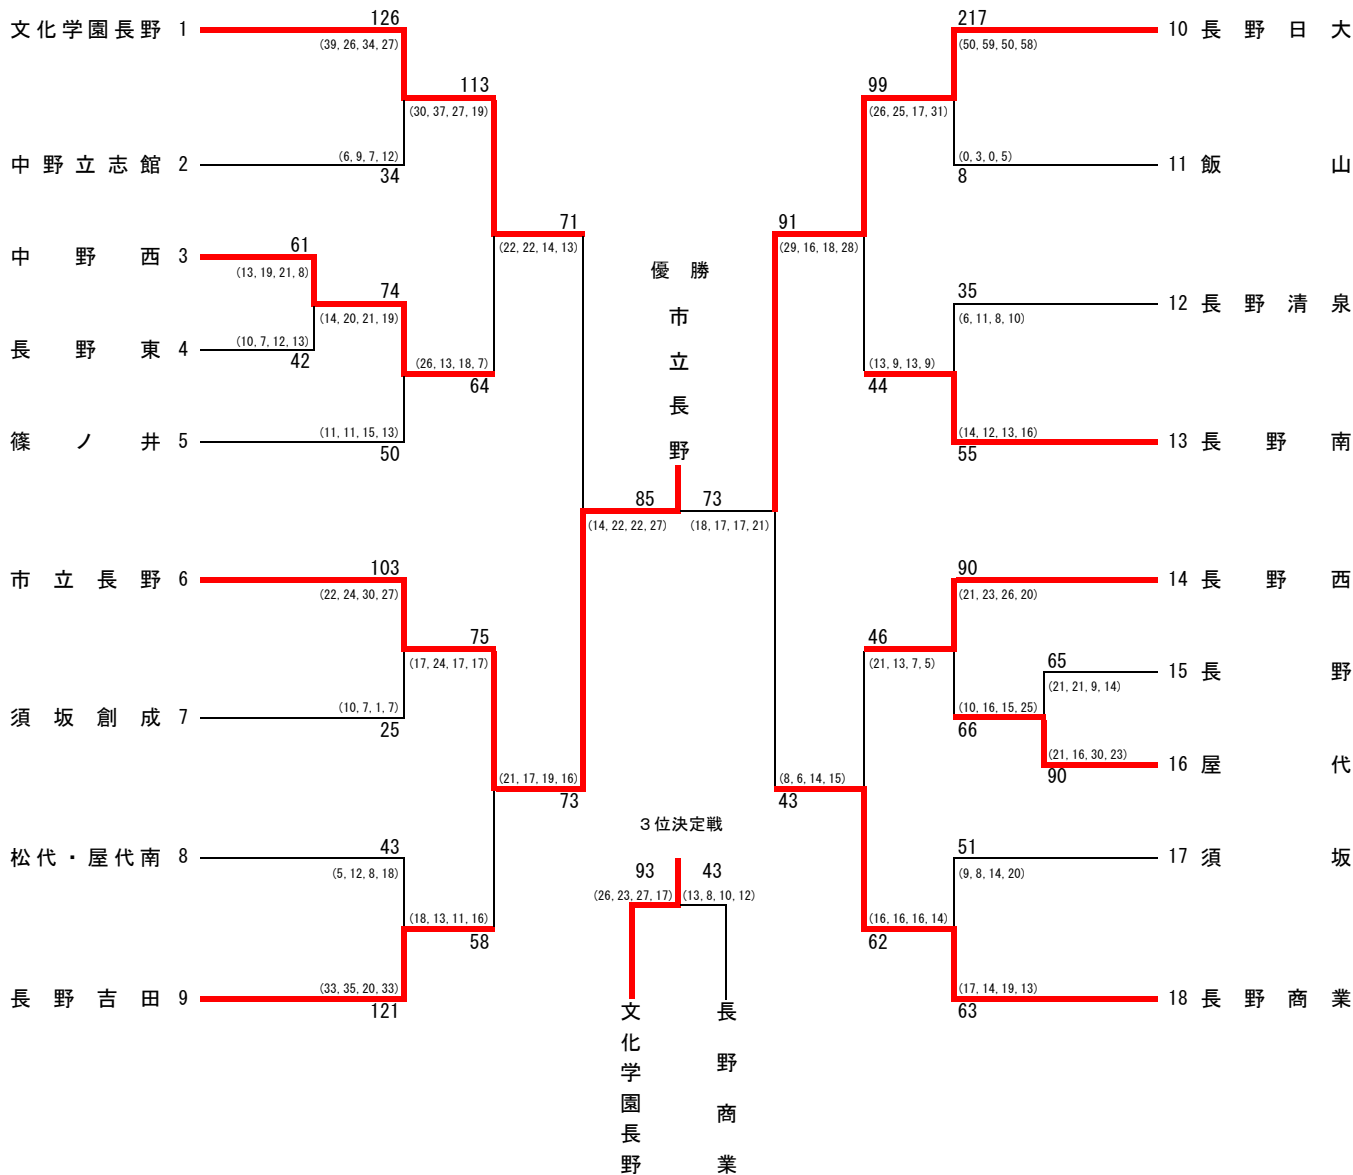 文化学園長野 1
126
(39, 26, 34, 27)
113
(30, 37, 27, 19)
中野立志館 2
(6, 9, 7, 12)
34
71
(22, 22, 14, 13)
中野西 3
61
(13, 19, 21, 8)
74
(14, 20, 21, 19)
長野東 4
(10, 7, 12, 13)
42
(26, 13, 18, 7)
64
篠ノ井 5
(11, 11, 15, 13)
50
優勝
市立長野
85
(14, 22, 22, 27)
73
(18, 17, 17, 21)
市立長野 6
103
(22, 24, 30, 27)
75
(17, 24, 17, 17)
須坂創成 7
(10, 7, 1, 7)
25
(21, 17, 19, 16)
73
松代・屋代南 8
43
(5, 12, 8, 18)
(18, 13, 11, 16)
58
長野吉田 9
(33, 35, 20, 33)
121
3位決定戦
93
(26, 23, 27, 17)
43
(13, 8, 10, 12)
文化学園長野
長野商業
217
(50, 59, 50, 58)
10 長野日大
99
(26, 25, 17, 31)
(0, 3, 0, 5)
8
11 飯山
91
(29, 16, 18, 28)
35
(6, 11, 8, 10)
12 長野清泉
(13, 9, 13, 9)
44
(14, 12, 13, 16)
55
13 長野南
90
(21, 23, 26, 20)
14 長野西
46
(21, 13, 7, 5)
65
(21, 21, 9, 14)
15 長野
(10, 16, 15, 25)
66
(21, 16, 30, 23)
90
16 屋代
(8, 6, 14, 15)
43
51
(9, 8, 14, 20)
17 須坂
(16, 16, 16, 14)
62
(17, 14, 19, 13)
63
18 長野商業